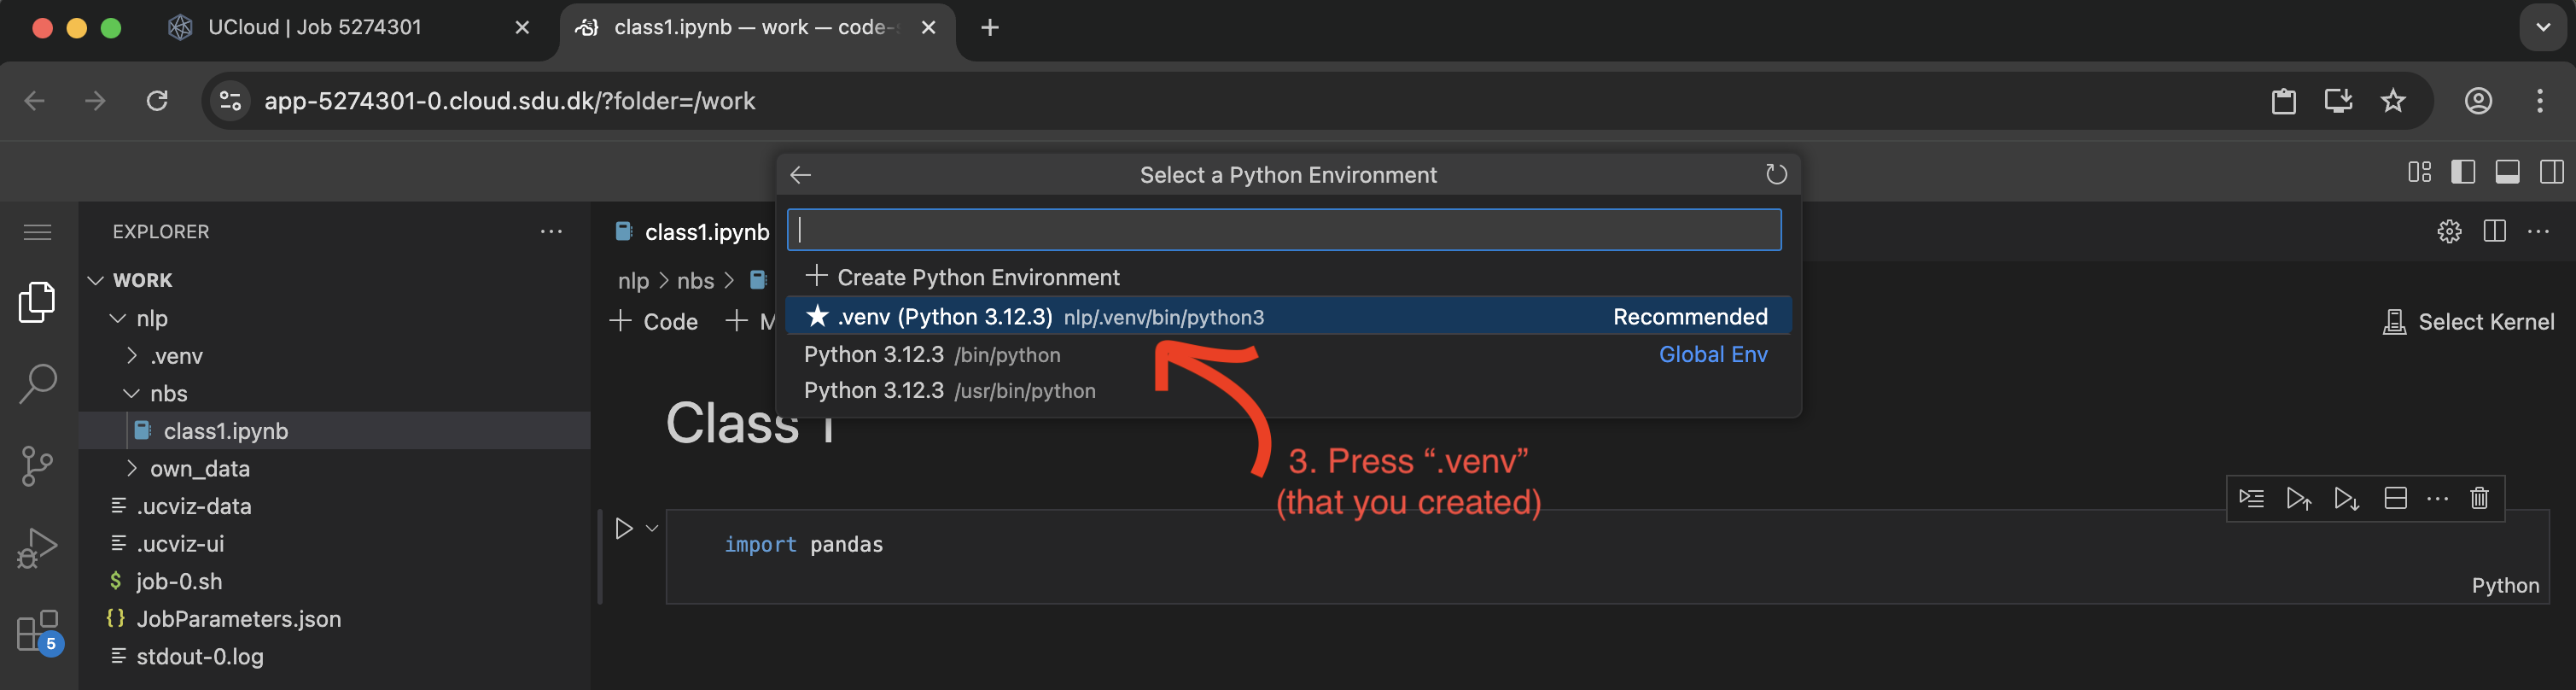 UCloud | Job 5274301
class1.ipynb — work — code-
app-5274301-0.cloud.sdu.dk/?folder=/work
Select a Python Environment
EXPLORER
class1.ipynb
Create Python Environment
WORK
nlp > nbs >
.venv (Python 3.12.3) nlp/.venv/bin/python3 Recommended
nlp
Code
Select Kernel
.venv
Python 3.12.3 /bin/python Global Env
nbs
Python 3.12.3 /usr/bin/python
class1.ipynb
Class 1
3. Press “.venv”
(that you created)
own_data
.ucviz-data
import pandas
.ucviz-ui
$ job-0.sh
Python
{} JobParameters.json
stdout-0.log
5